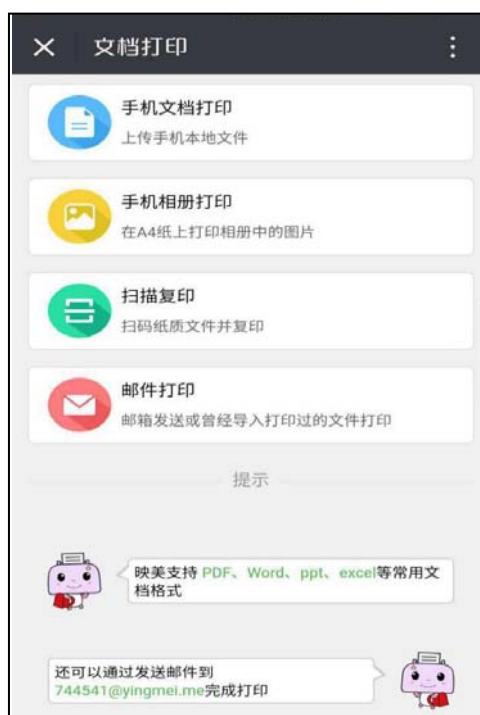 文档打印
手机文档打印
上传手机本地文件
手机相册打印
在A4纸上打印相册中的图片
扫描复印
扫码纸质文件并复印
邮件打印
邮箱发送或曾经导入打印过的文件打印
提示
映美支持 PDF、Word、ppt、excel等常用文
档格式
还可以通过发送邮件到
744541@yingmei.me完成打印